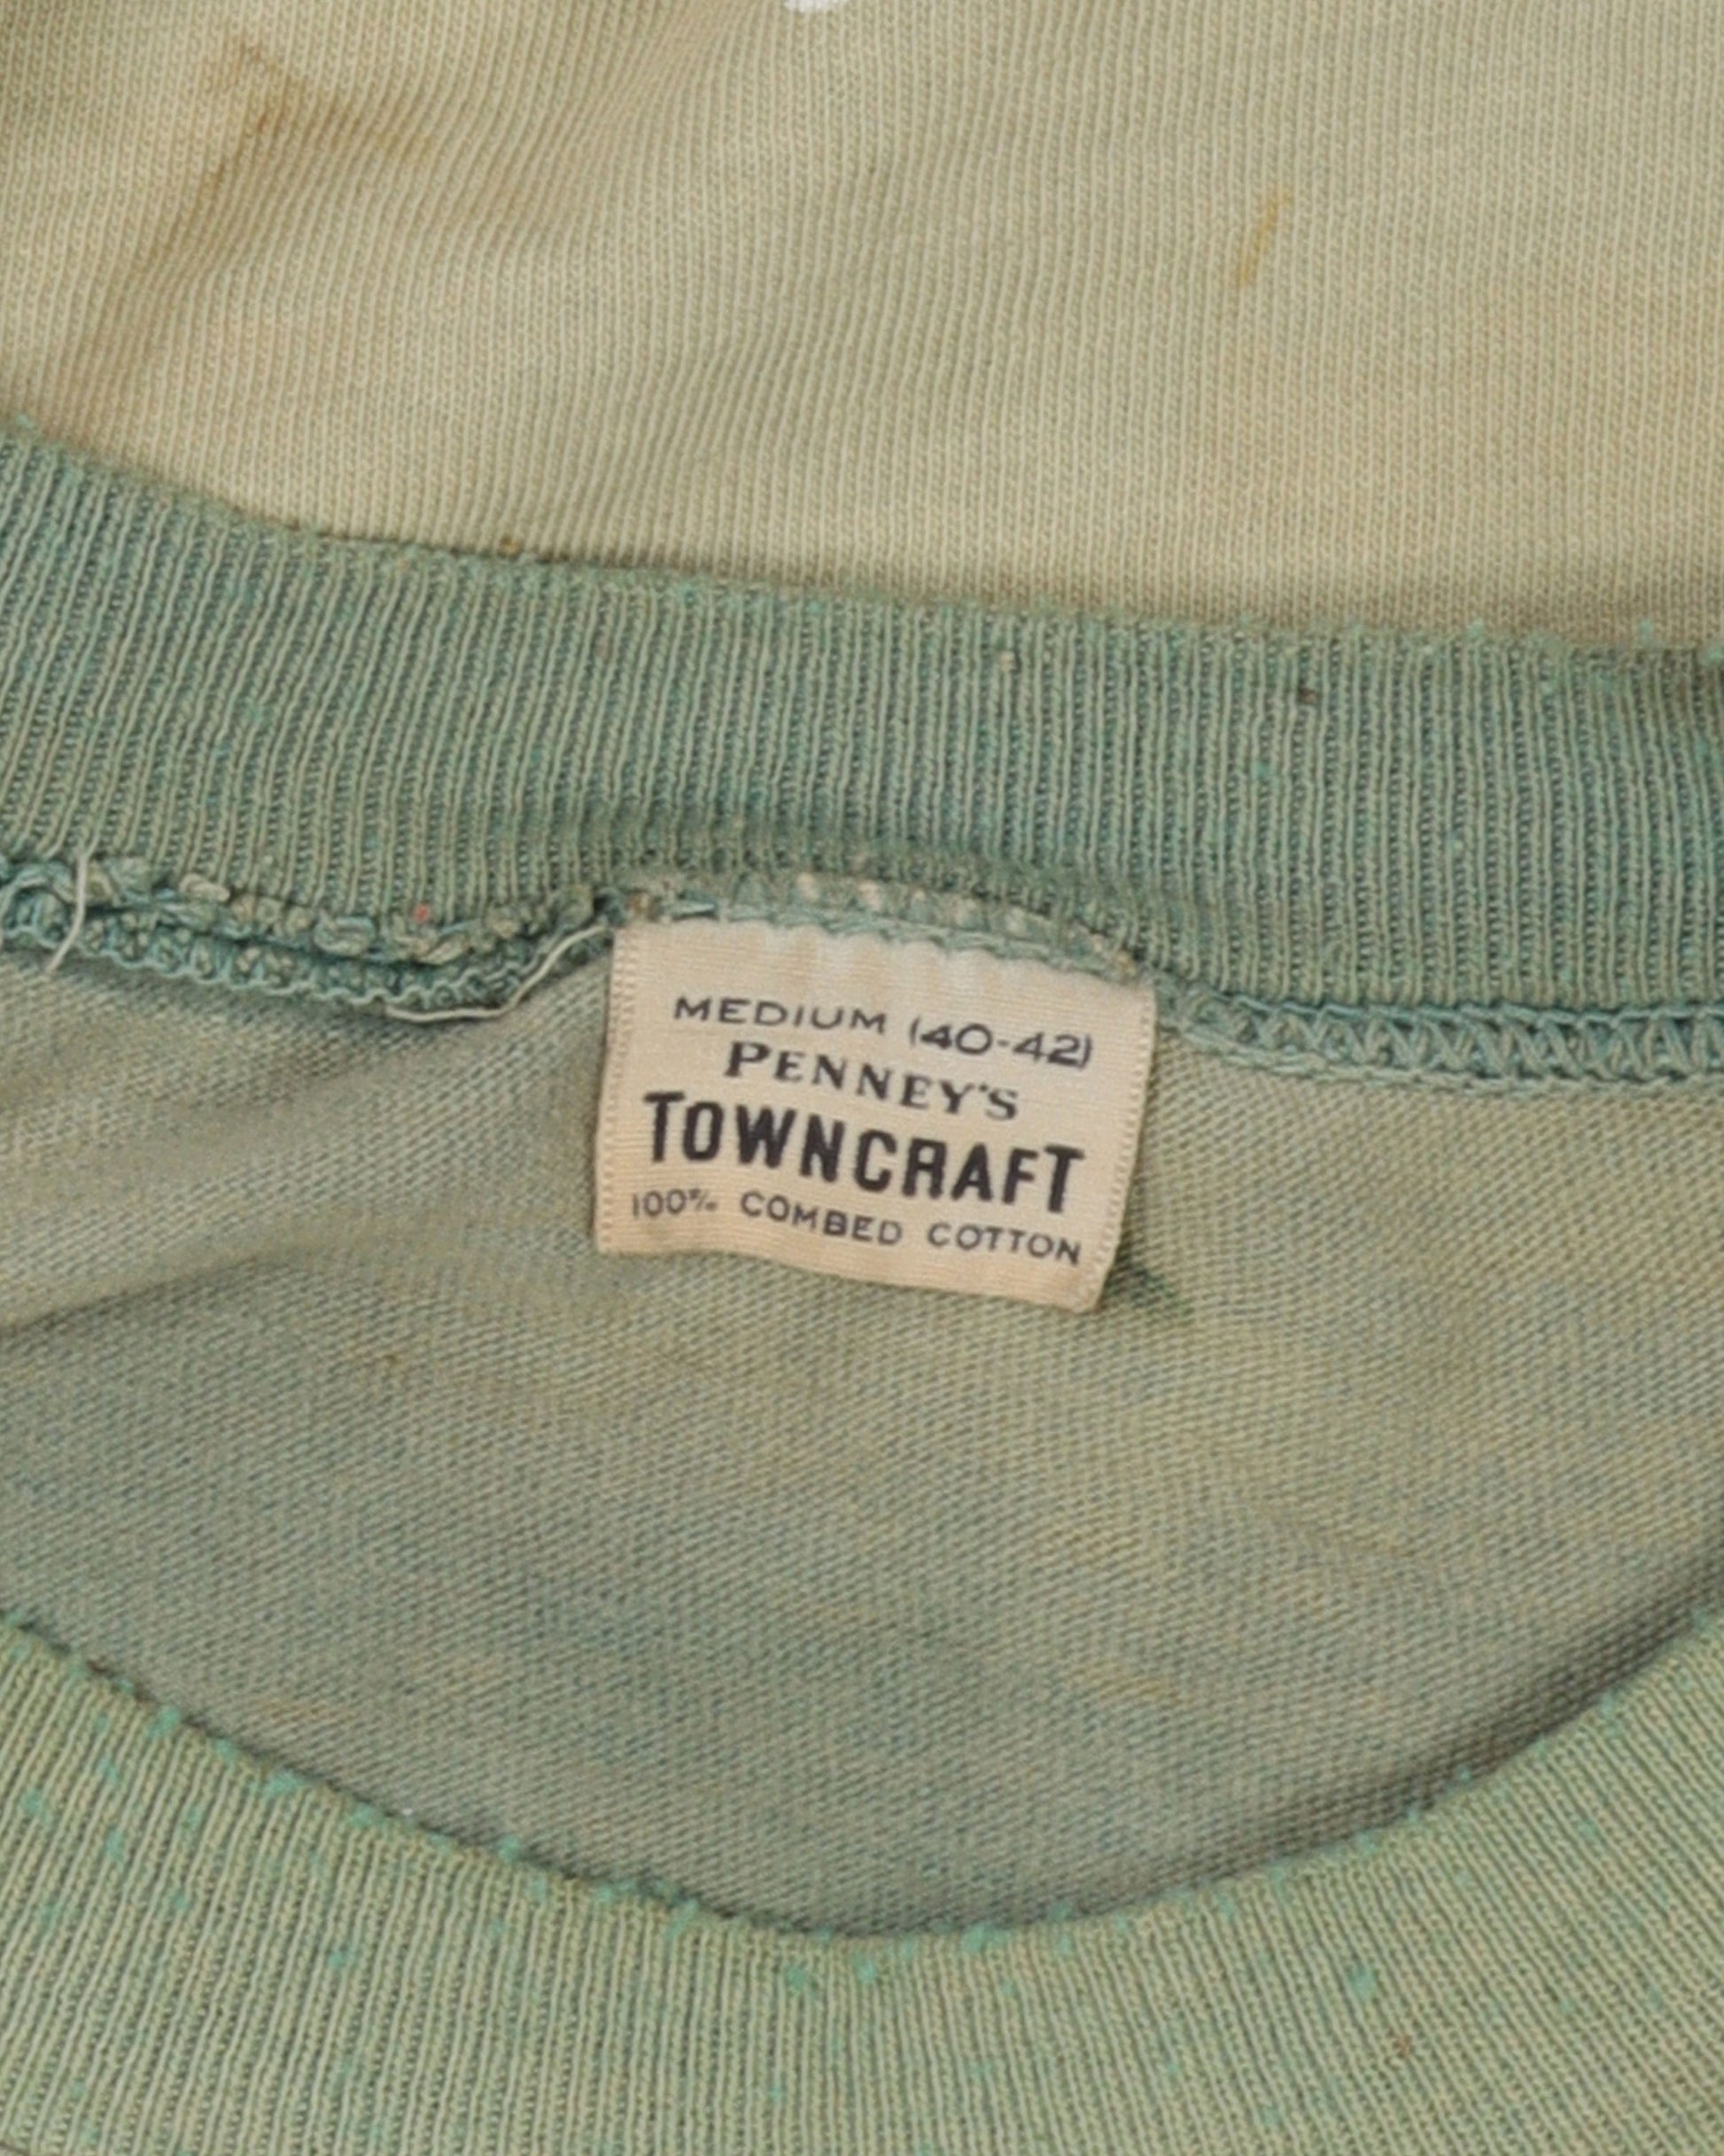 MEDIUM (40-42)
PENNEY'S
TOWNCRAFT
100% COMBED COTTON